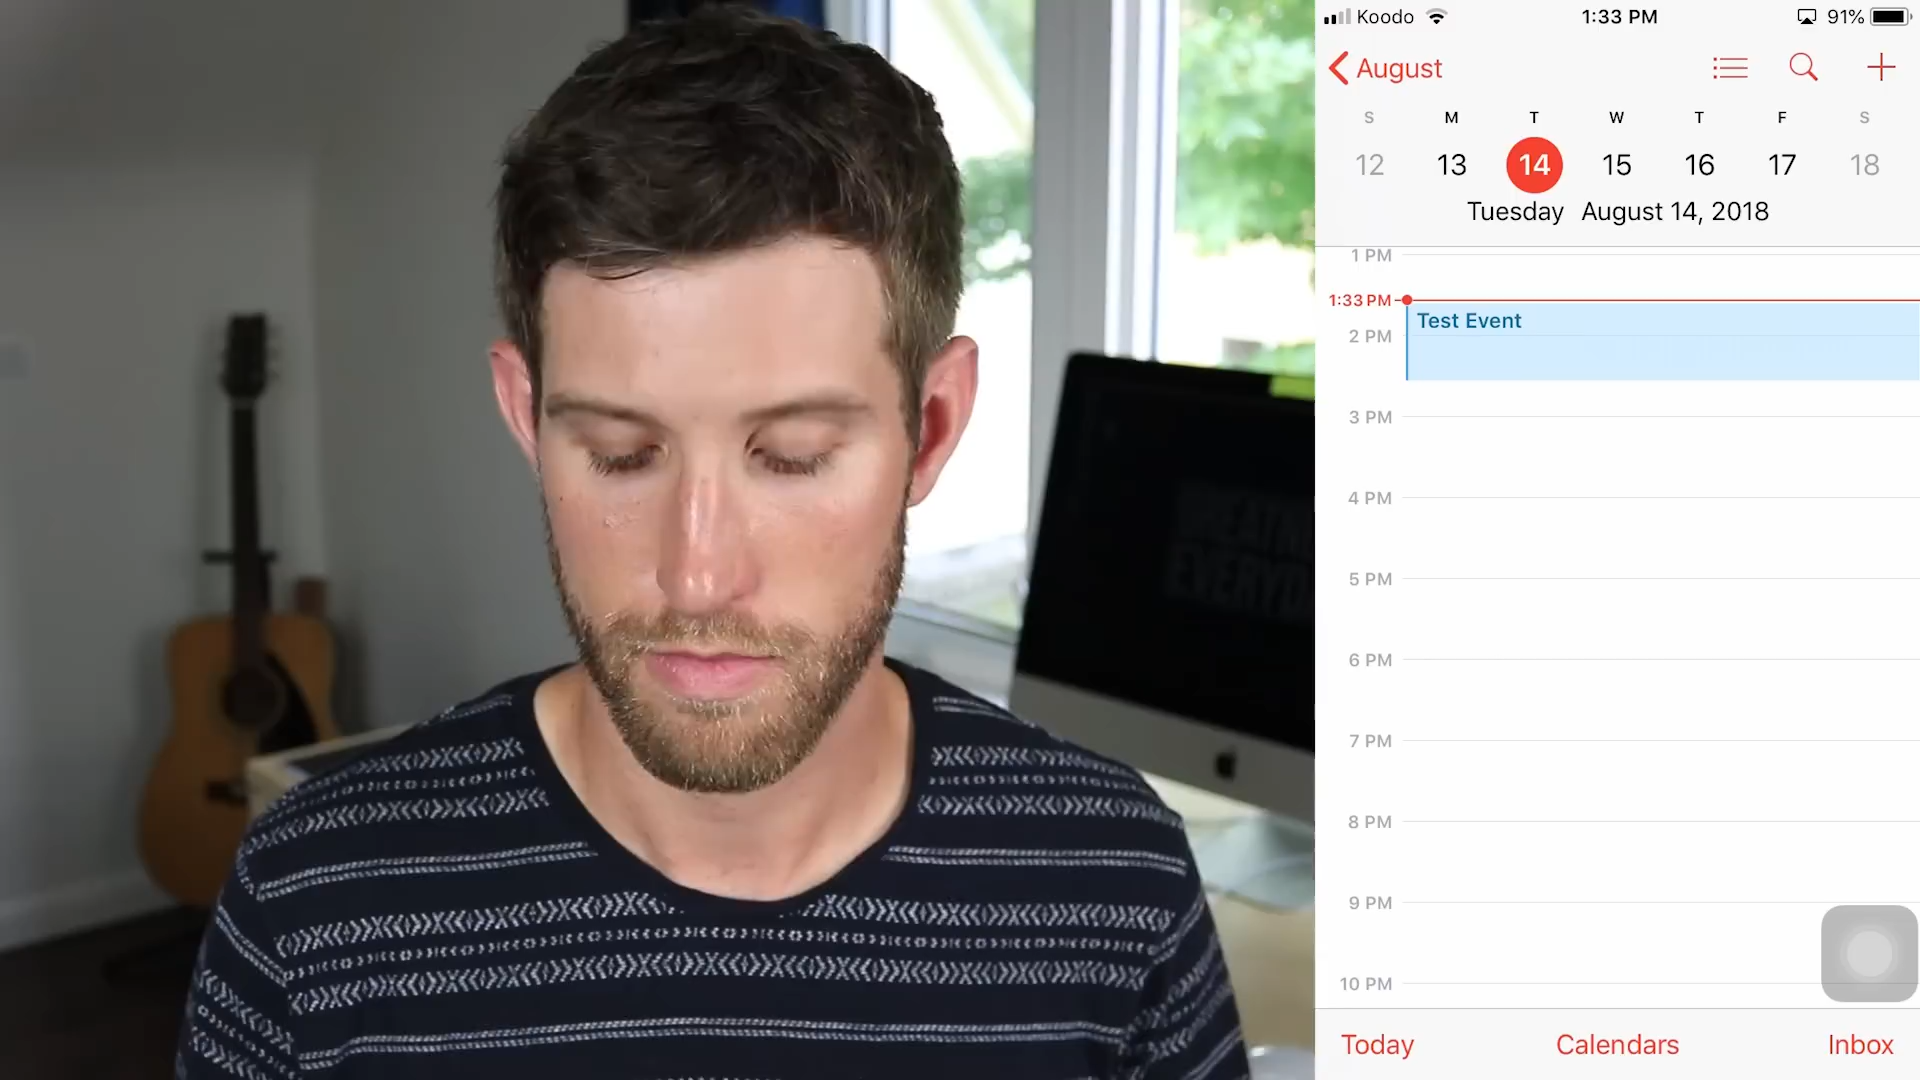 Koodo 1:33 PM 91%
August
S M T W T F S
12 13 14 15 16 17 18
Tuesday August 14, 2018
1 PM
1:33 PM
Test Event
2 PM
3 PM
4 PM
5 PM
6 PM
7 PM
8 PM
9 PM
10 PM
Today Calendars Inbox
EVERYD